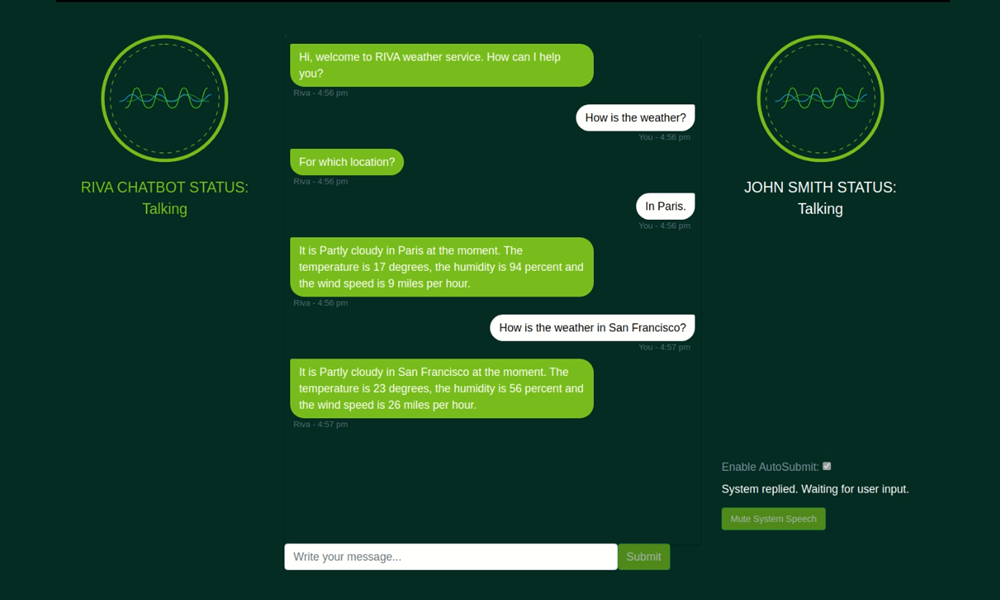 Hi, welcome to RIVA weather service. How can I help
you?
Riva - 4:56 pm
How is the weather?
You - 4:56 pm
For which location?
Riva - 4:56 pm
In Paris.
You - 4:56 pm
It is Partly cloudy in Paris at the moment. The
temperature is 17 degrees, the humidity is 94 percent and
the wind speed is 9 miles per hour.
Riva - 4:56 pm
How is the weather in San Francisco?
You - 4:57 pm
It is Partly cloudy in San Francisco at the moment. The
temperature is 23 degrees, the humidity is 56 percent and
the wind speed is 26 miles per hour.
Riva - 4:57 pm
Write your message...
Submit
RIVA CHATBOT STATUS:
Talking
JOHN SMITH STATUS:
Talking
Enable AutoSubmit:
System replied. Waiting for user input.
Mute System Speech